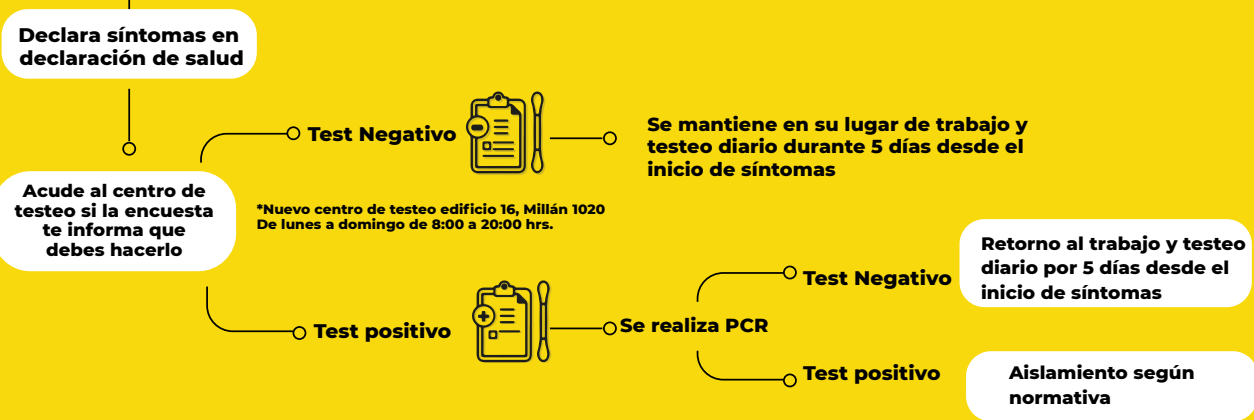 Declara síntomas en
declaración de salud
Test Negativo
Se mantiene en su lugar de trabajo y
testeo diario durante 5 días desde el
inicio de síntomas
Acude al centro de
testeo si la encuesta
te informa que
debes hacerlo
*Nuevo centro de testeo edificio 16, Millán 1020
De lunes a domingo de 8:00 a 20:00 hrs.
Test positivo
Se realiza PCR
Test Negativo
Retorno al trabajo y testeo
diario por 5 días desde el
inicio de síntomas
Test positivo
Aislamiento según
normativa